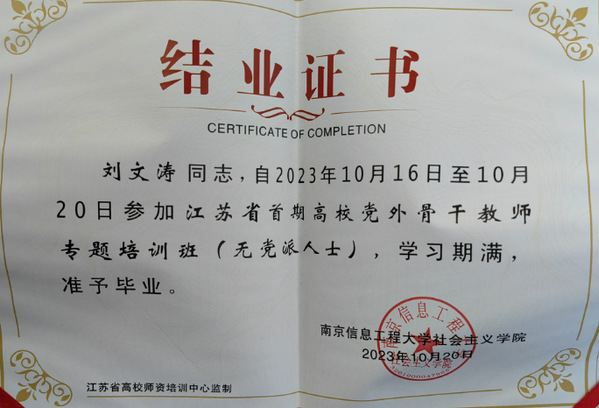 结业证书
CERTIFICATE OF COMPLETION
刘文涛同志，自2023年10月16日至10月
20日参加江苏省首期高校党外骨干教师
专题培训班（无党派人士），学习期满，
准予毕业。
南京信息工程大学社会主义学院
2023年10月20日
江苏省高校师资培训中心监制